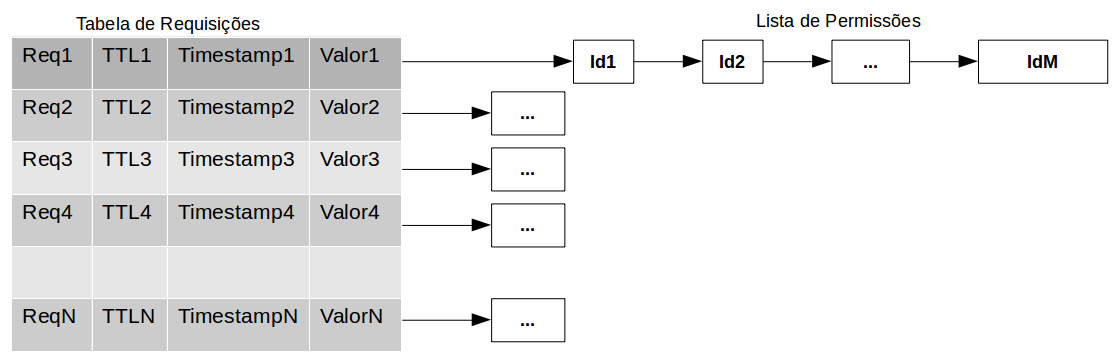 Tabela de Requisições
Lista de Permissões
Req1 TTL1 Timestamp1 Valor1 Id1 Id2 ... IdM
Req2 TTL2 Timestamp2 Valor2 ...
Req3 TTL3 Timestamp3 Valor3 ...
Req4 TTL4 Timestamp4 Valor4 ...
ReqN TTLN TimestampN ValorN ...